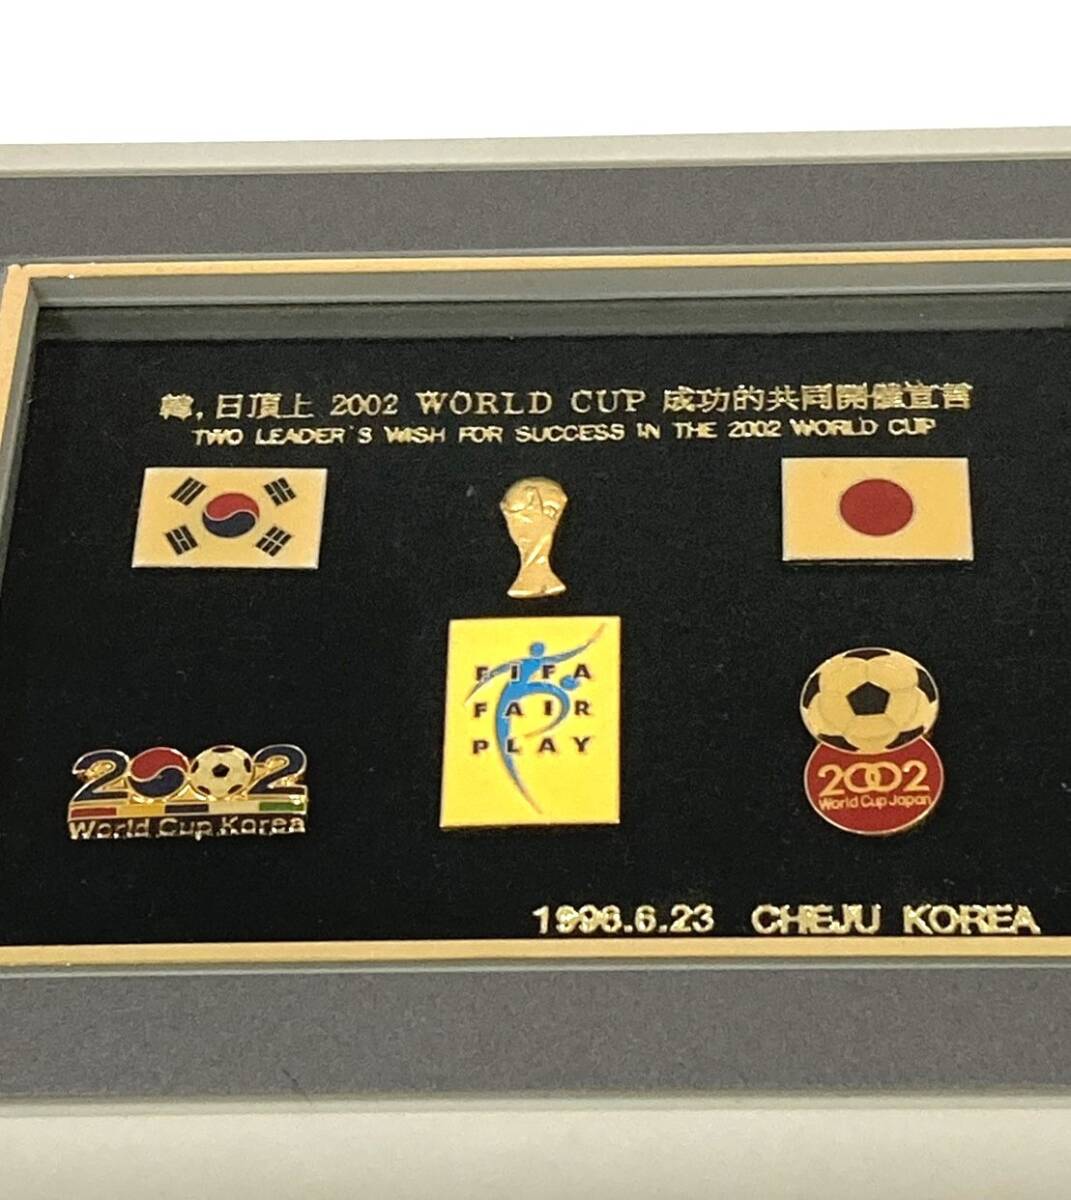 韓, 日頂上 2002 WORLD CUP 成功的共同開催宣言
TWO LEADER'S WISH FOR SUCCESS IN THE 2002 WORLD CUP
FIFA
FAIR
PLAY
2002
World Cup Korea
2002
World Cup Japan
1996.6.23 CHEJU KOREA